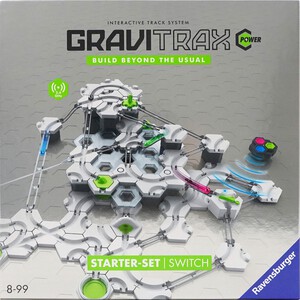 INTERACTIVE TRACK SYSTEM
GRAVITRAX POWER
BUILD BEYOND THE USUAL
STARTER-SET | SWITCH
8-99
Ravensburger